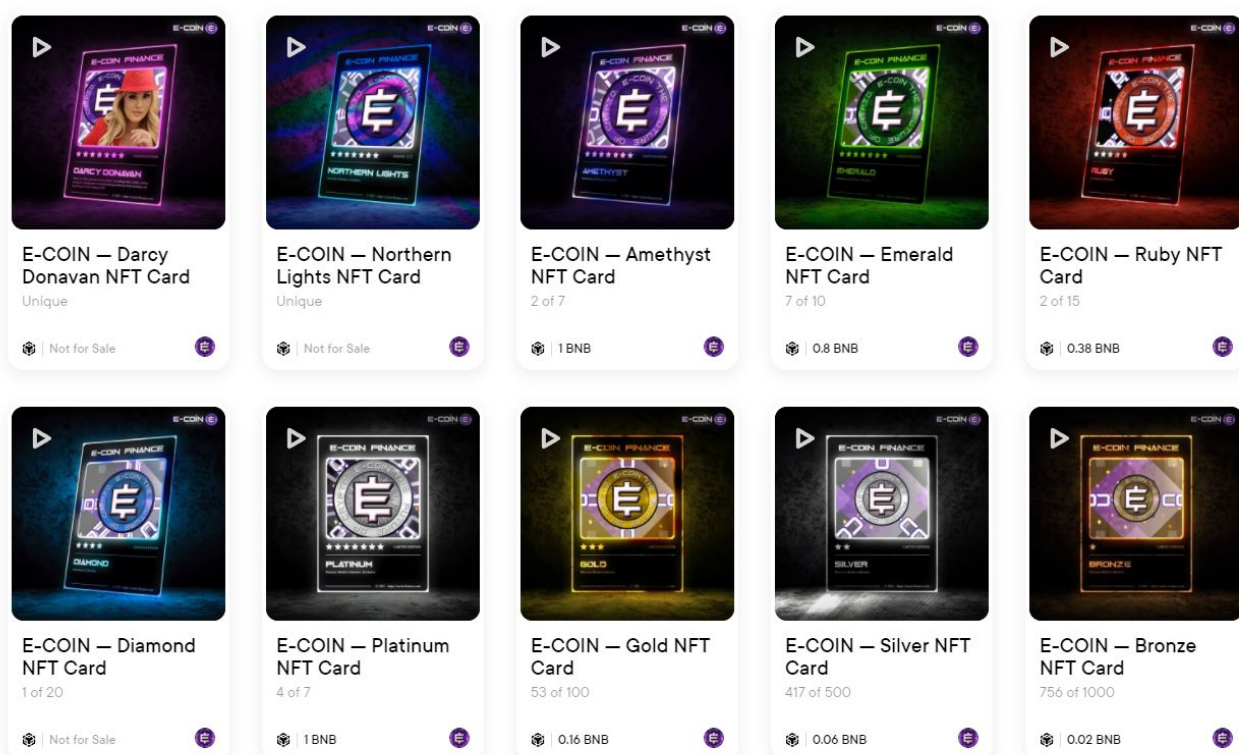 E-COIN
E-COIN FINANCE
DARCY DONAVAN
E-COIN — Darcy
Donavan NFT Card
Unique
Not for Sale
E-COIN
E-COIN FINANCE
NORTHERN LIGHTS
E-COIN — Northern
Lights NFT Card
Unique
Not for Sale
E-COIN
E-COIN FINANCE
AMETHYST
E-COIN — Amethyst
NFT Card
2 of 7
1 BNB
E-COIN
E-COIN FINANCE
EMERALD
E-COIN — Emerald
NFT Card
7 of 10
0.8 BNB
E-COIN
E-COIN FINANCE
RUBY
E-COIN — Ruby NFT
Card
2 of 15
0.38 BNB
E-COIN
E-COIN FINANCE
DIAMOND
E-COIN — Diamond
NFT Card
1 of 20
Not for Sale
E-COIN
E-COIN FINANCE
PLATINUM
E-COIN — Platinum
NFT Card
4 of 7
1 BNB
E-COIN
E-COIN FINANCE
GOLD
E-COIN — Gold NFT
Card
53 of 100
0.16 BNB
E-COIN
E-COIN FINANCE
SILVER
E-COIN — Silver NFT
Card
417 of 500
0.06 BNB
E-COIN
E-COIN FINANCE
BRONZE
E-COIN — Bronze
NFT Card
756 of 1000
0.02 BNB